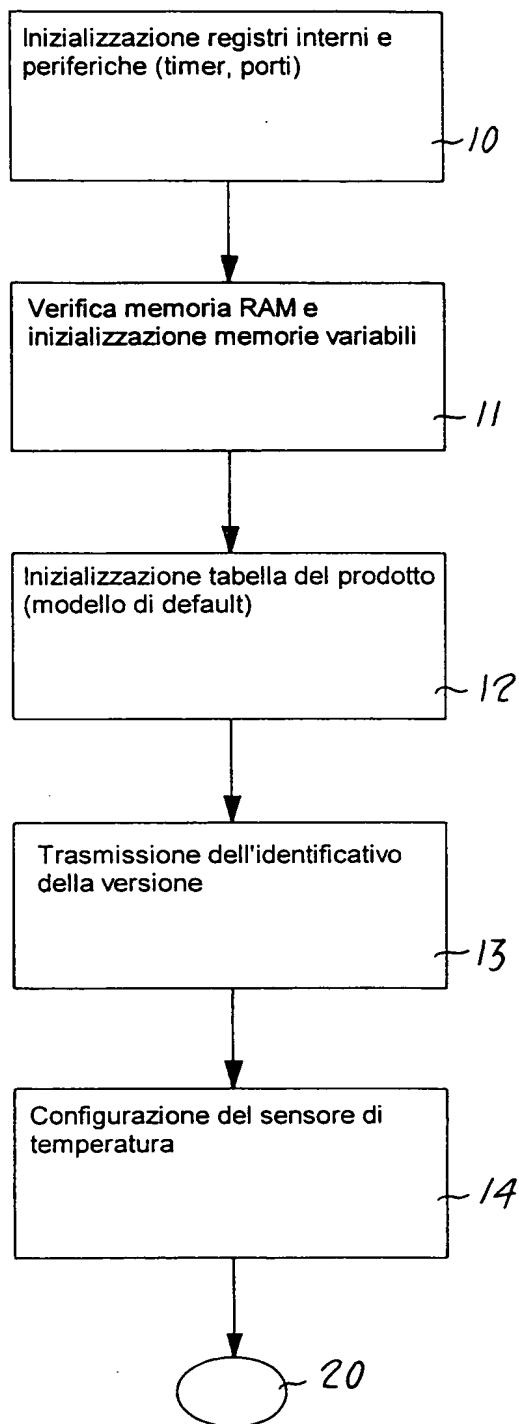 Inizializzazione registri interni e
periferiche (timer, porti)
10
Verifica memoria RAM e
inizializzazione memorie variabili
11
Inizializzazione tabella del prodotto
(modello di default)
12
Trasmissione dell'identificativo
della versione
13
Configurazione del sensore di
temperatura
14
20